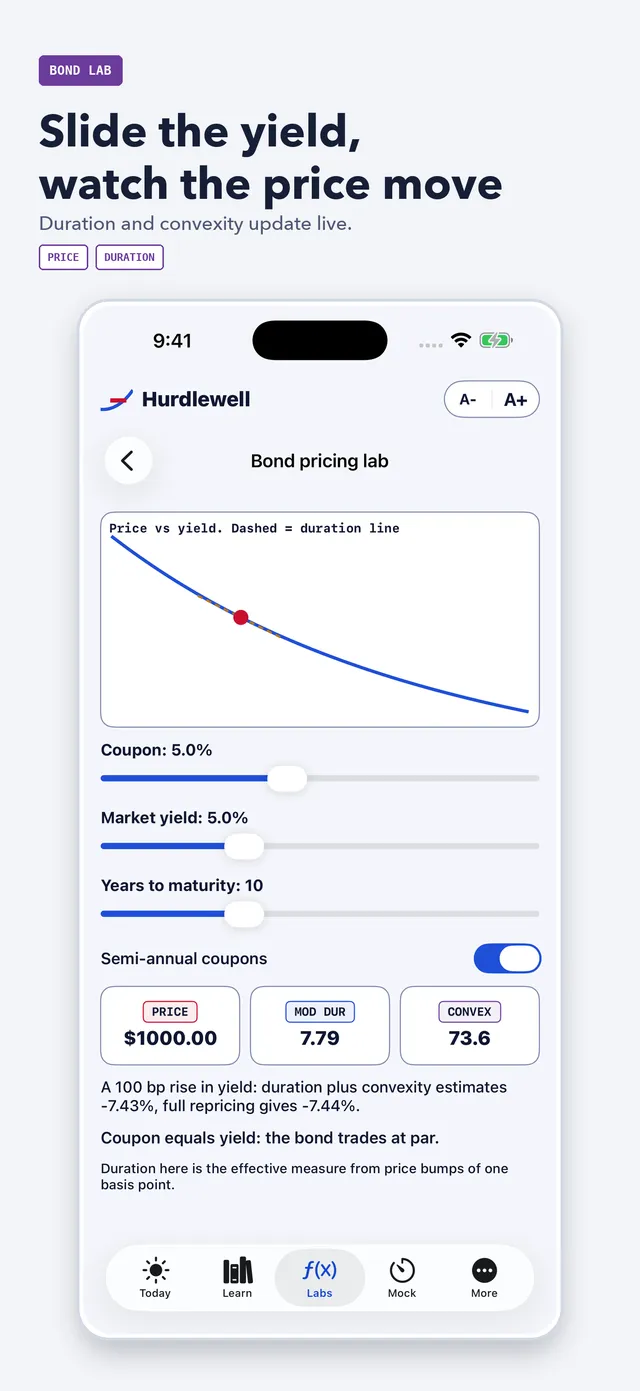 BOND LAB
Slide the yield,
watch the price move
Duration and convexity update live.
PRICE DURATION
9:41
Hurdlewell
A- A+
Bond pricing lab
Price vs yield. Dashed = duration line
Coupon: 5.0%
Market yield: 5.0%
Years to maturity: 10
Semi-annual coupons
PRICE MOD DUR CONVEX
$1000.00 7.79 73.6
A 100 bp rise in yield: duration plus convexity estimates
-7.43%, full repricing gives -7.44%.
Coupon equals yield: the bond trades at par.
Duration here is the effective measure from price bumps of one
basis point.
f(x)
Today Learn Labs Mock More